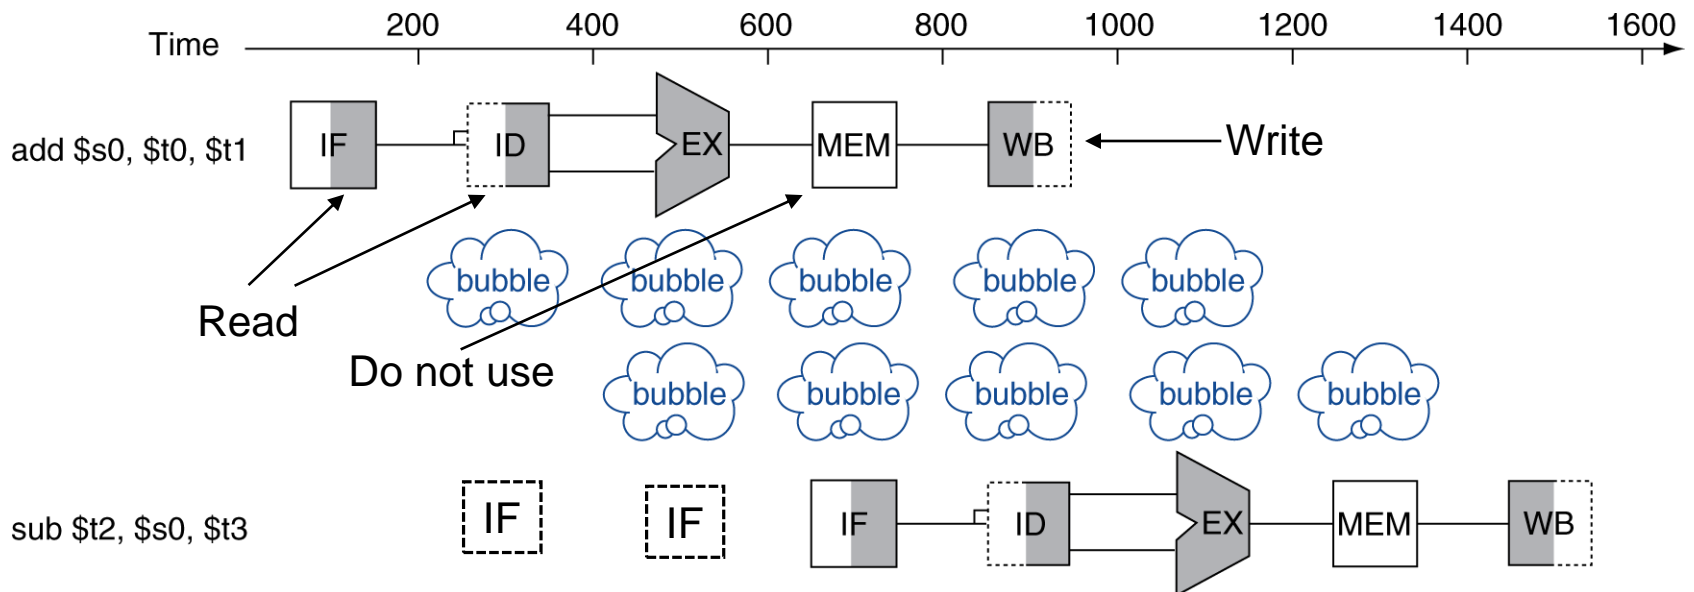 200 400 600 800 1000 1200 1400 1600
Time
add $s0, $t0, $t1 IF ID EX MEM WB Write
bubble bubble bubble bubble bubble
Read
Do not use
bubble bubble bubble bubble bubble
sub $t2, $s0, $t3 IF IF IF ID EX MEM WB